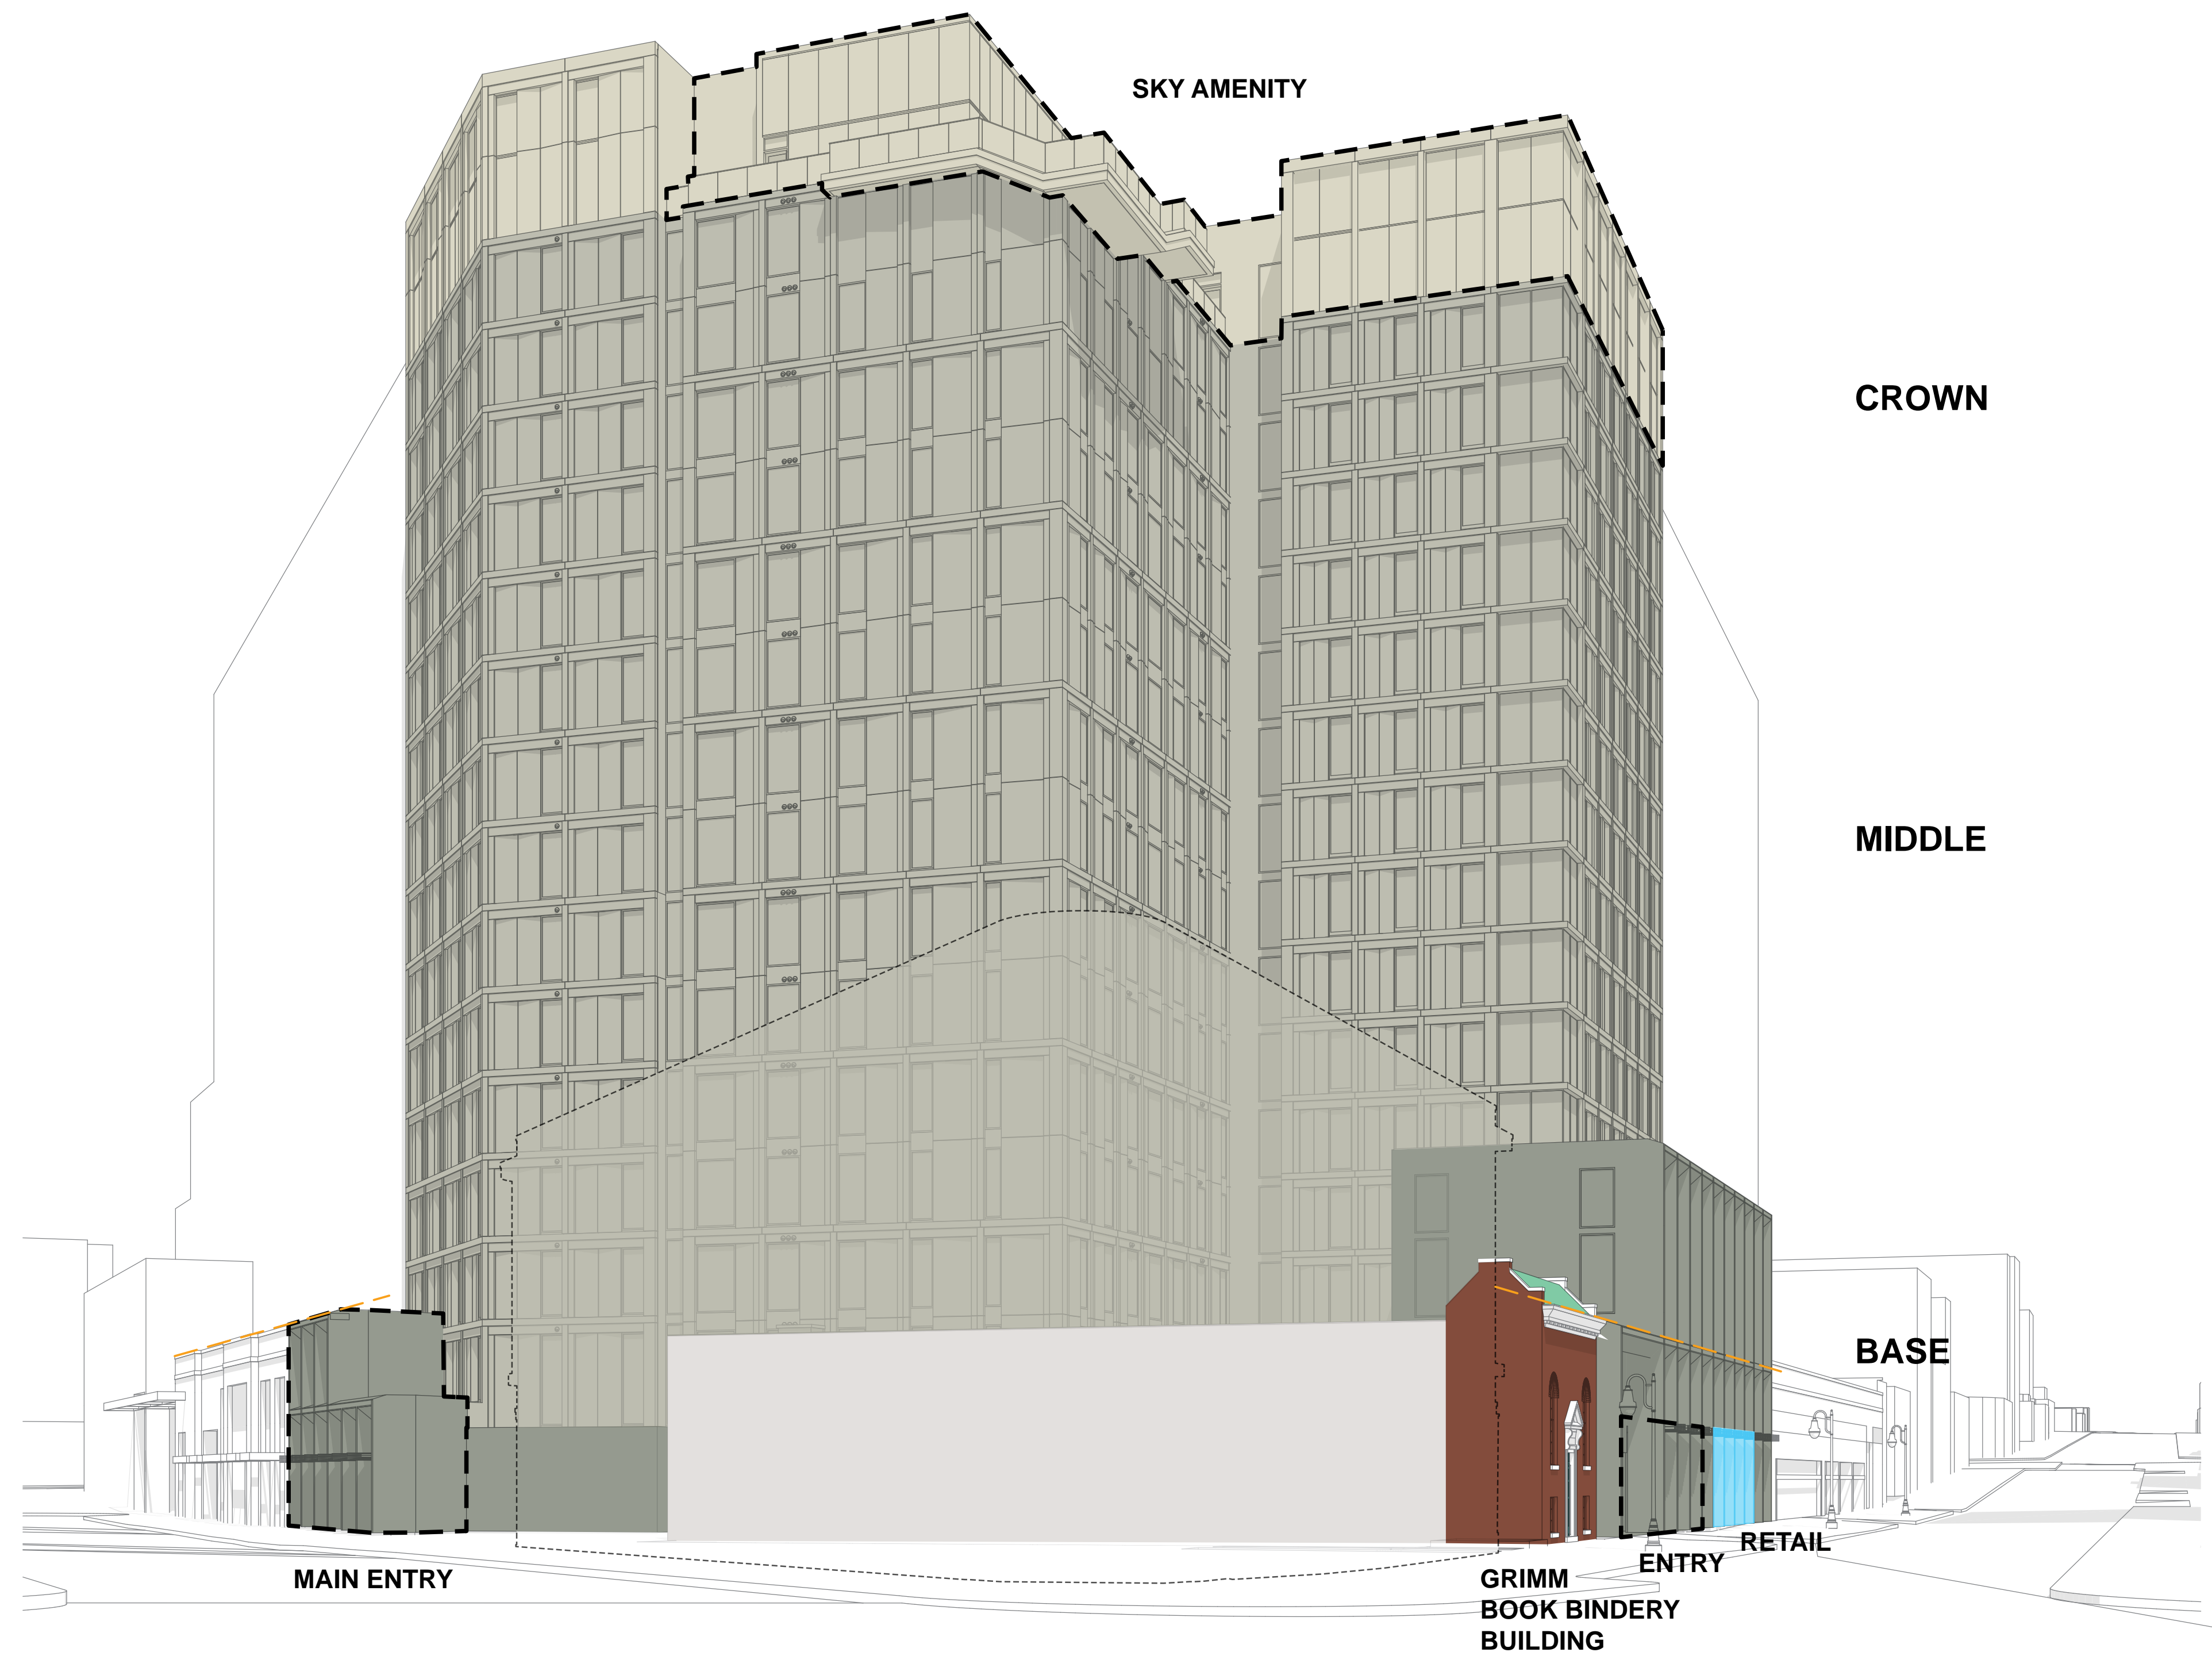 SKY AMENITY
CROWN
MIDDLE
BASE
RETAIL
ENTRY
MAIN ENTRY
GRIMM
BOOK BINDERY
BUILDING